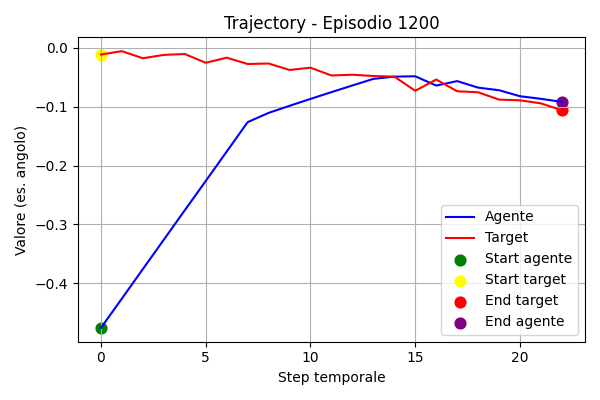 Trajectory - Episodio 1200
Valore (es. angolo)
0.0
−0.1
−0.2
−0.3
−0.4
0
5
10
15
20
Step temporale
Agente
Target
Start agente
Start target
End target
End agente